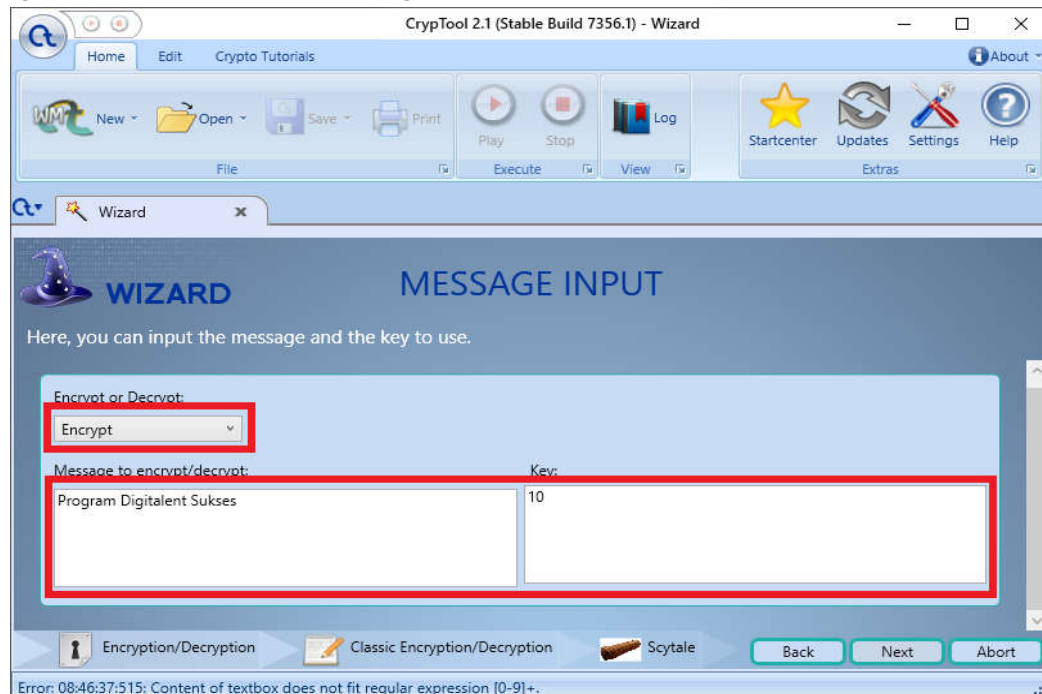 CrypTool 2.1 (Stable Build 7356.1) - Wizard
Home Edit Crypto Tutorials About
New Open Save Print Play Stop Log Startcenter Updates Settings Help
File Execute View Extras
Wizard
WIZARD
MESSAGE INPUT
Here, you can input the message and the key to use.
Encrypt or Decrypt:
Encrypt
Message to encrypt/decrypt: Key:
Program Digitalent Sukses 10
Encryption/Decryption Classic Encryption/Decryption Scytale Back Next Abort
Error: 08:46:37:515: Content of textbox does not fit regular expression [0-9]+.